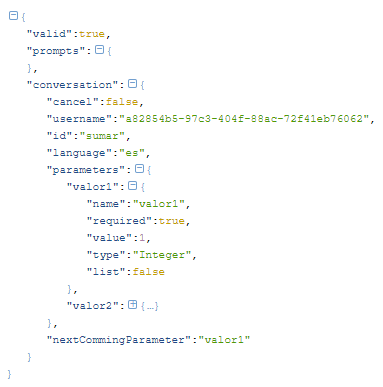 {
"valid":true,
"prompts":{
},
"conversation":{
"cancel":false,
"username":"a82854b5-97c3-404f-88ac-72f41eb76062",
"id":"sumar",
"language":"es",
"parameters":{
"valor1":{
"name":"valor1",
"required":true,
"value":1,
"type":"Integer",
"list":false
},
"valor2":{…}
},
"nextCommingParameter":"valor1"
}
}